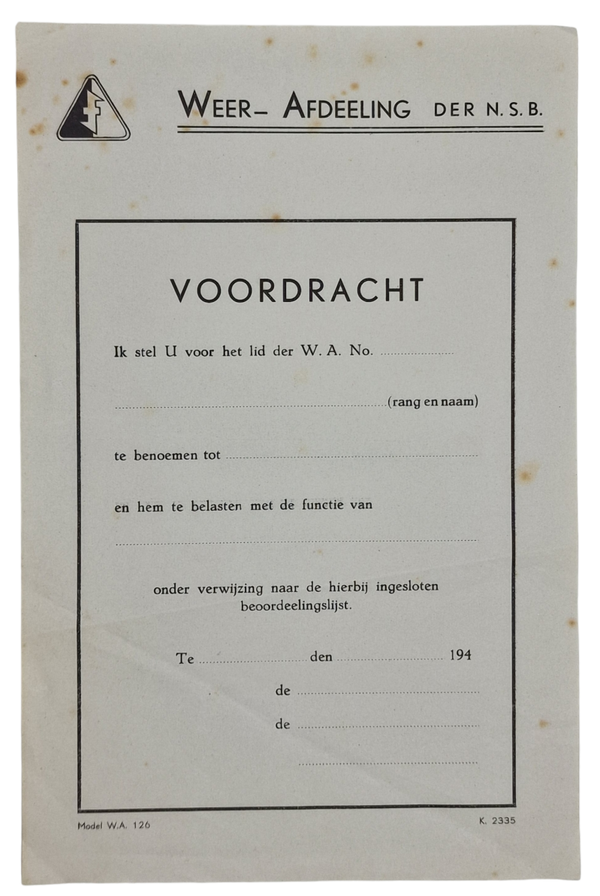 WEER- AFDEELING DER N.S.B.
VOORDRACHT
Ik stel U voor het lid der W. A. No. ....................
.................... (rang en naam)
te benoemen tot ....................
en hem te belasten met de functie van
....................
onder verwijzing naar de hierbij ingesloten
beoordeelingslijst.
Te .................... den .................... 194
de ....................
de ....................
....................
Model W.A. 126
K. 2335